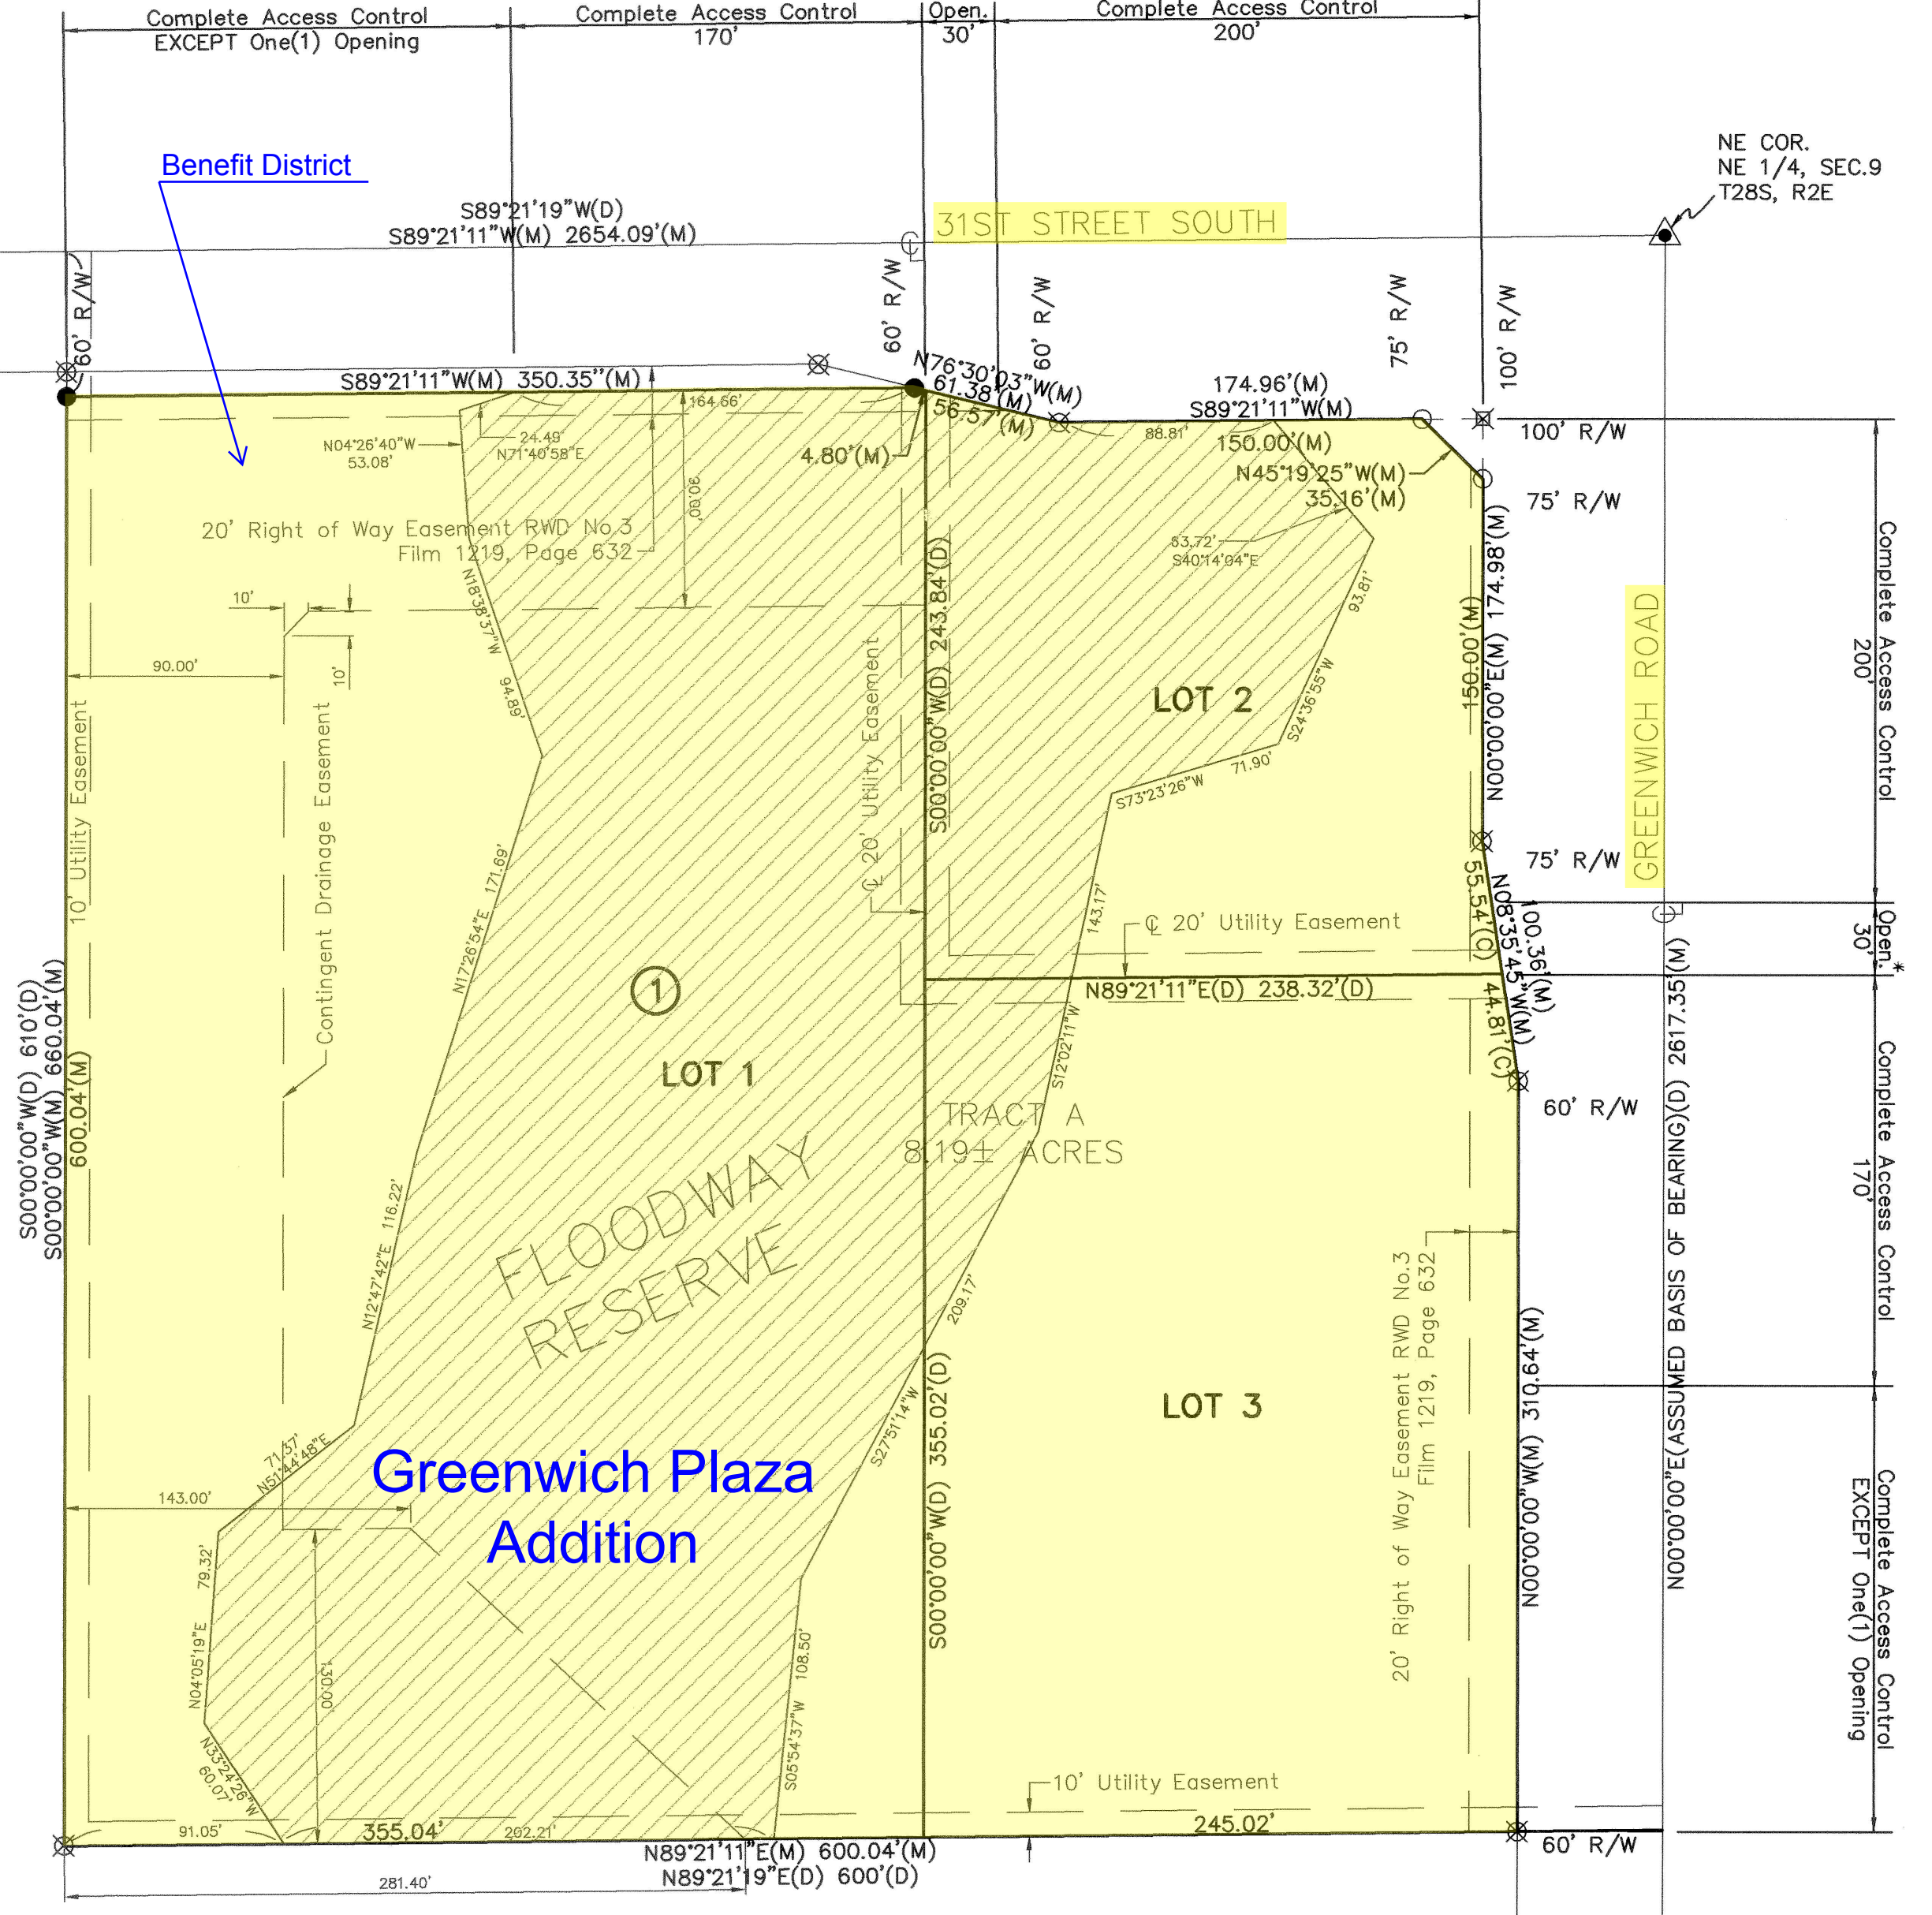 Complete Access Control
EXCEPT One(1) Opening
Complete Access Control
170'
Open.
30'
Complete Access Control
200'
NE COR.
NE 1/4, SEC.9
T28S, R2E
Benefit District
S89°21'19"W(D)
S89°21'11"W(M) 2654.09'(M)
31ST STREET SOUTH
60' R/W
60' R/W
60' R/W
75' R/W
100' R/W
S89°21'11"W(M) 350.35''(M)
N76°30'03"W(M)
61.38'(M)
56.57'(M)
174.96'(M)
S89°21'11"W(M)
100' R/W
164.66'
88.81'
150.00'(M)
4.80'(M)
24.49'
N71°40'58"E
N04°26'40"W
53.08'
N45°19'25"W(M)
35.16'(M)
75' R/W
90.00'
20' Right of Way Easement RWD No.3
Film 1219, Page 632
63.72'
S40°14'04"E
N18°38'37"W
94.89'
10'
10'
90.00'
243.84'(D)
S00°00'00"W(D)
93.81'
S24°36'55"W
LOT 2
150.00'(M)
N00°00'00"E(M) 174.98'(M)
GREENWICH ROAD
Complete Access Control
200'
10' Utility Easement
Contingent Drainage Easement
℄ 20' Utility Easement
71.90'
S73°23'26"W
75' R/W
N17°26'54"E 171.69'
143.17'
℄ 20' Utility Easement
55.54'(C)
N08°35'45"W(M)
100.36'(M)
44.81'(C)
Open.*
30'
1
N89°21'11"E(D) 238.32'(D)
LOT 1
S12°02'11"W
TRACT A
8.19± ACRES
60' R/W
S00°00'00"W(D) 610'(D)
S00°00'00"W(M) 660.04'(M)
600.04'(M)
FLOODWAY
RESERVE
N12°47'42"E 116.22'
209.17'
S27°51'14"W
Complete Access Control
170'
N00°00'00"E(ASSUMED BASIS OF BEARING)(D) 2617.35'(M)
LOT 3
20' Right of Way Easement RWD No.3
Film 1219, Page 632
N00°00'00"W(M) 310.64'(M)
S00°00'00"W(D) 355.02'(D)
71.37'
N51°44'48"E
Greenwich Plaza
Addition
143.00'
Complete Access Control
EXCEPT One(1) Opening
N04°05'19"E 79.32'
130.00'
S05°54'37"W 108.50'
N33°24'26"W
60.07'
10' Utility Easement
91.05'
355.04'
292.21'
245.02'
N89°21'11"E(M) 600.04'(M)
N89°21'19"E(D) 600'(D)
60' R/W
281.40'